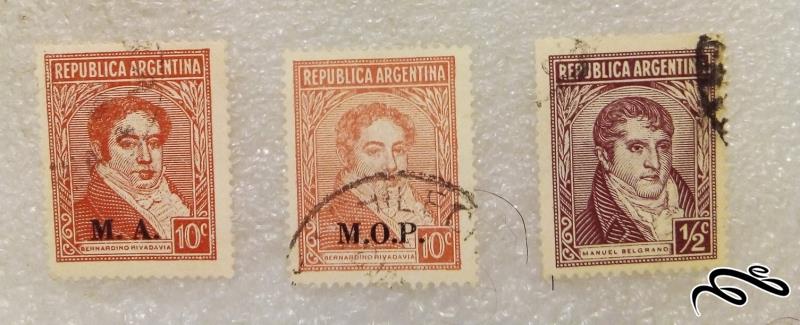 REPUBLICA ARGENTINA
M. A.
10c
BERNARDINO RIVADAVIA
REPUBLICA ARGENTINA
M.O.P.
10c
BERNARDINO RIVADAVIA
REPUBLICA ARGENTINA
1/2c
MANUEL BELGRANO